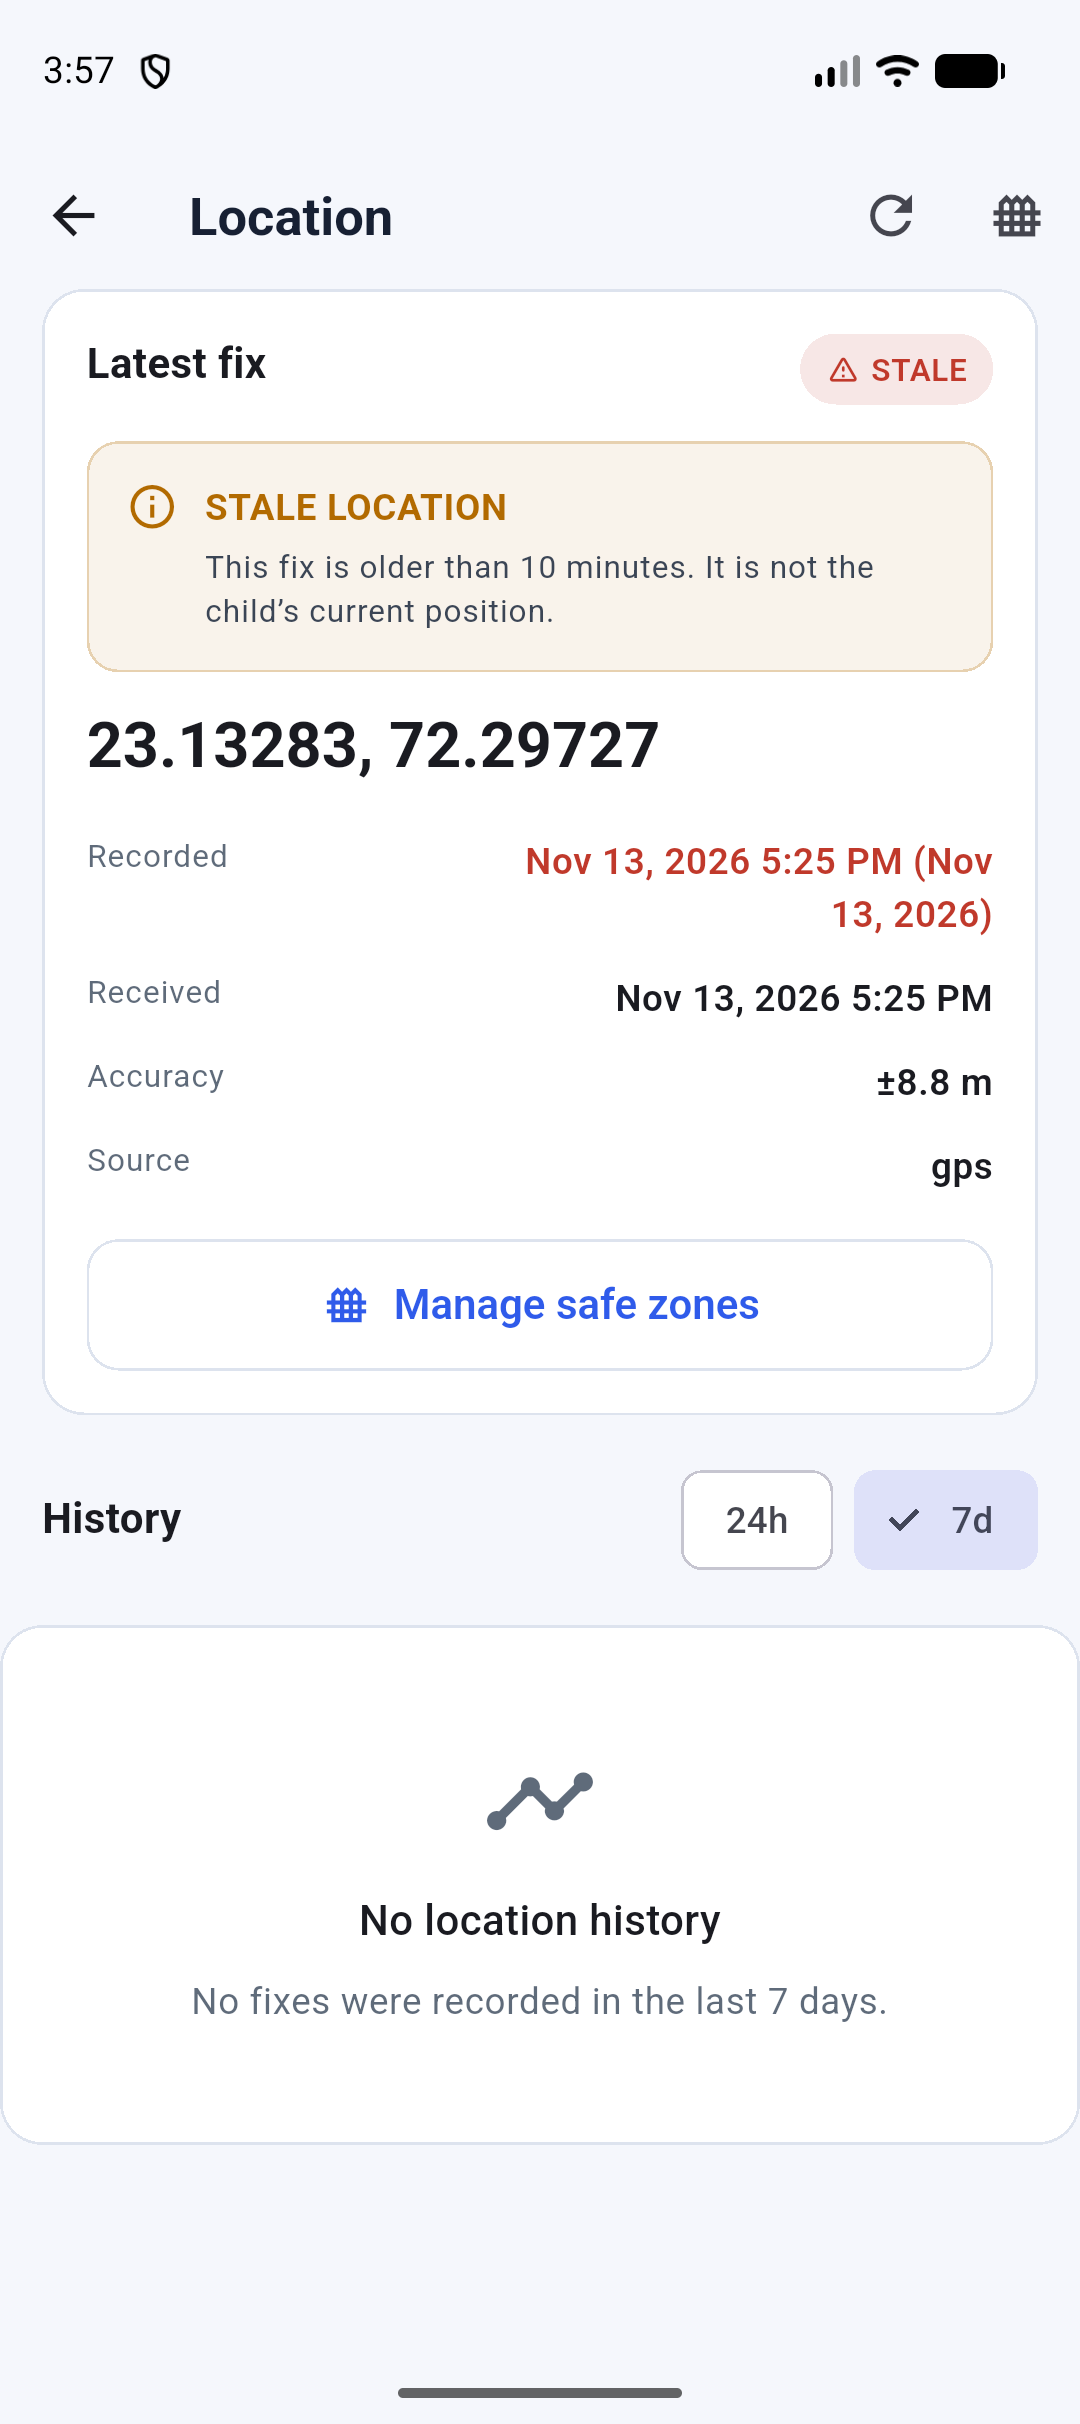 3:57
Location
Latest fix
STALE
STALE LOCATION
This fix is older than 10 minutes. It is not the
child’s current position.
23.13283, 72.29727
Recorded
Nov 13, 2026 5:25 PM (Nov
13, 2026)
Received
Nov 13, 2026 5:25 PM
Accuracy
±8.8 m
Source
gps
Manage safe zones
History
24h
7d
No location history
No fixes were recorded in the last 7 days.